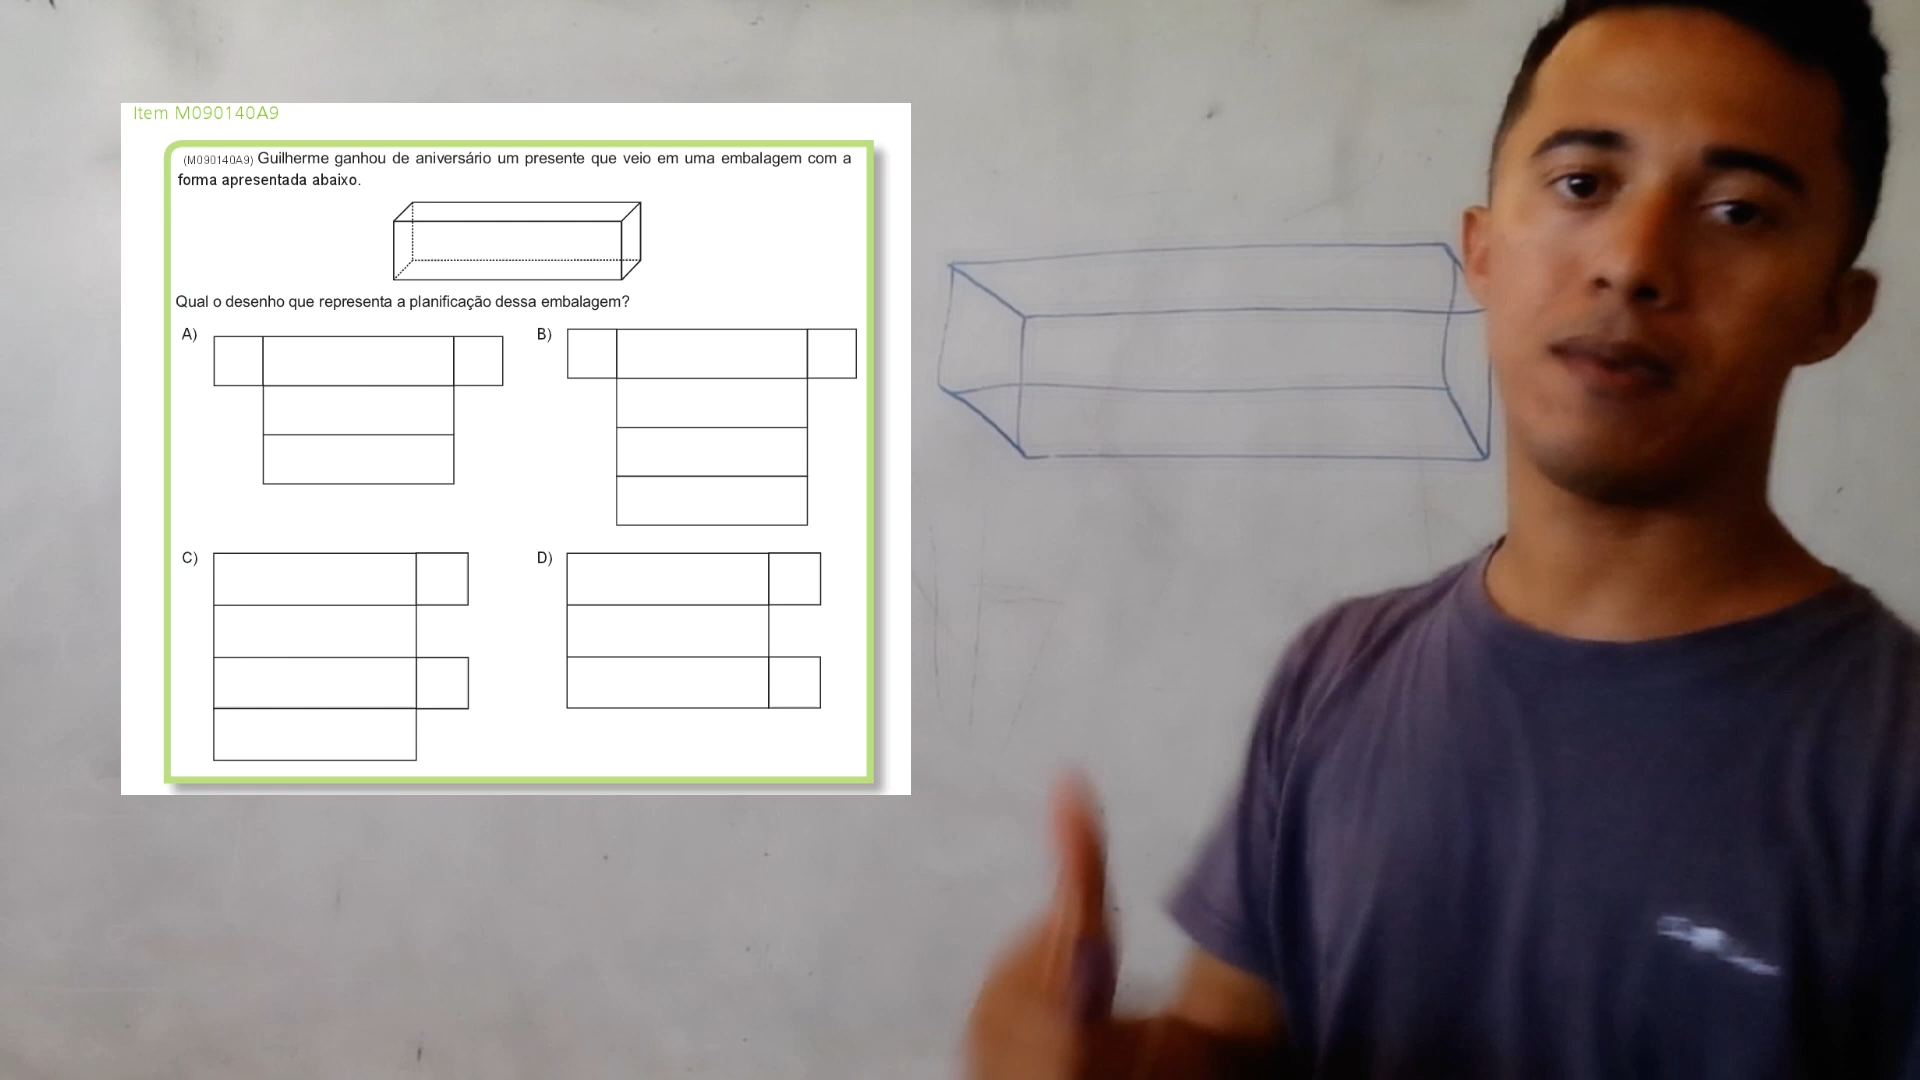 Item M090140A9
(M090140A9) Guilherme ganhou de aniversário um presente que veio em uma embalagem com a
forma apresentada abaixo.
Qual o desenho que representa a planificação dessa embalagem?
A)
B)
C)
D)